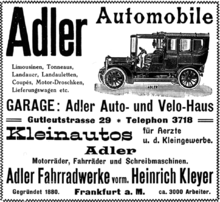 Adler Automobile
Limousinen, Tonneaus,
Landauer, Landauletten,
Coupés, Motor-Droschken,
Lieferungswagen etc.
GARAGE: Adler Auto- und Velo-Haus
Gutleutstrasse 29 * Telephon 3718
Kleinautos für Aerzte
u. d. Kleingewerbe.
Adler
Motorräder, Fahrräder und Schreibmaschinen.
Adler Fahrradwerke vorm. Heinrich Kleyer
Gegründet 1880. Frankfurt a. M. ca. 3000 Arbeiter.